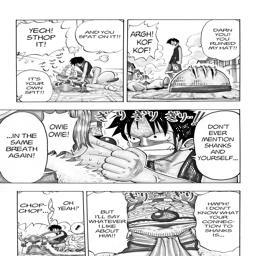 DARN
YOU!
YOU
RUINED
MY HAT!!
ARGH!
KOF
KOF!
AND YOU
SPAT ON IT!!
YECH!
STHOP
IT!
IT'S
YOUR
OWN
SPIT!!
DON'T
EVER
MENTION
SHANKS
AND
YOURSELF...
OWIE
OWIE!
...IN THE
SAME
BREATH
AGAIN!
HWPH!
I DON'T
KNOW WHAT
YOUR
CONNEC-
TION TO
SHANKS
IS...
BUT
I'LL SAY
WHATEVER
I LIKE
ABOUT
HIM!!
OH
YEAH?
CHOP-
CHOP...